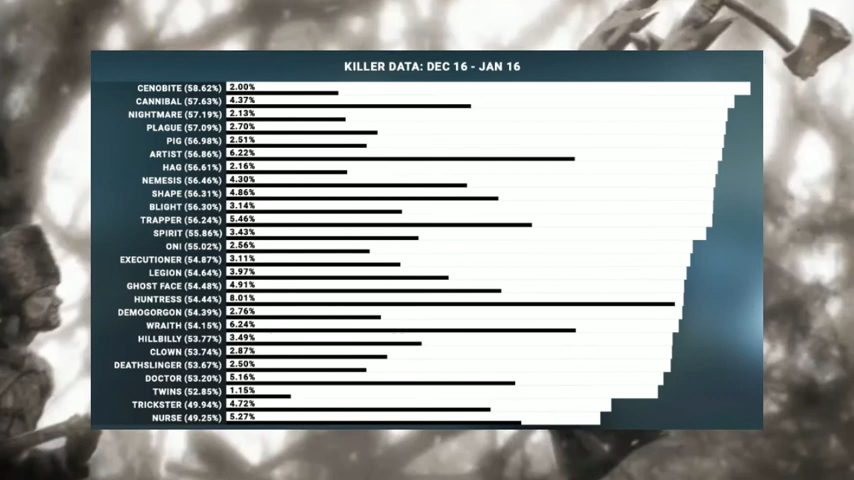 KILLER DATA: DEC 16 - JAN 16
CENOBITE (58.62%) 2.00%
CANNIBAL (57.63%) 4.37%
NIGHTMARE (57.19%) 2.13%
PLAGUE (57.09%) 2.70%
PIG (56.98%) 2.51%
ARTIST (56.86%) 6.22%
HAG (56.61%) 2.16%
NEMESIS (56.46%) 4.30%
SHAPE (56.31%) 4.86%
BLIGHT (56.30%) 3.14%
TRAPPER (56.24%) 5.46%
SPIRIT (55.86%) 3.43%
ONI (55.02%) 2.56%
EXECUTIONER (54.87%) 3.11%
LEGION (54.64%) 3.97%
GHOST FACE (54.48%) 4.91%
HUNTRESS (54.44%) 8.01%
DEMOGORGON (54.39%) 2.76%
WRAITH (54.15%) 6.24%
HILLBILLY (53.77%) 3.49%
CLOWN (53.74%) 2.87%
DEATHSLINGER (53.67%) 2.50%
DOCTOR (53.20%) 5.16%
TWINS (52.85%) 1.15%
TRICKSTER (49.94%) 4.72%
NURSE (49.25%) 5.27%